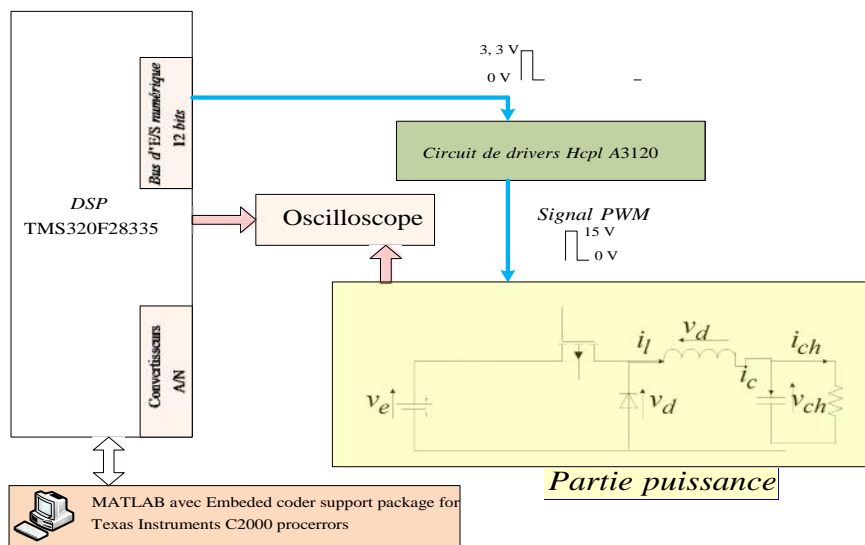 3, 3 V
0 V
Bus d'E/S numérique
12 bits
Circuit de drivers Hcpl A3120
DSP
TMS320F28335
Oscilloscope
Signal PWM
15 V
0 V
Convertisseurs
A/N
v_e
i_l
v_d
i_c
i_ch
v_d
v_ch
Partie puissance
MATLAB avec Embeded coder support package for
Texas Instruments C2000 procerrors